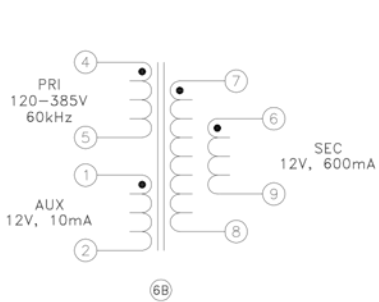 4
PRI
120-385V
60kHz
5
1
AUX
12V, 10mA
2
7
6
SEC
12V, 600mA
9
8
6B